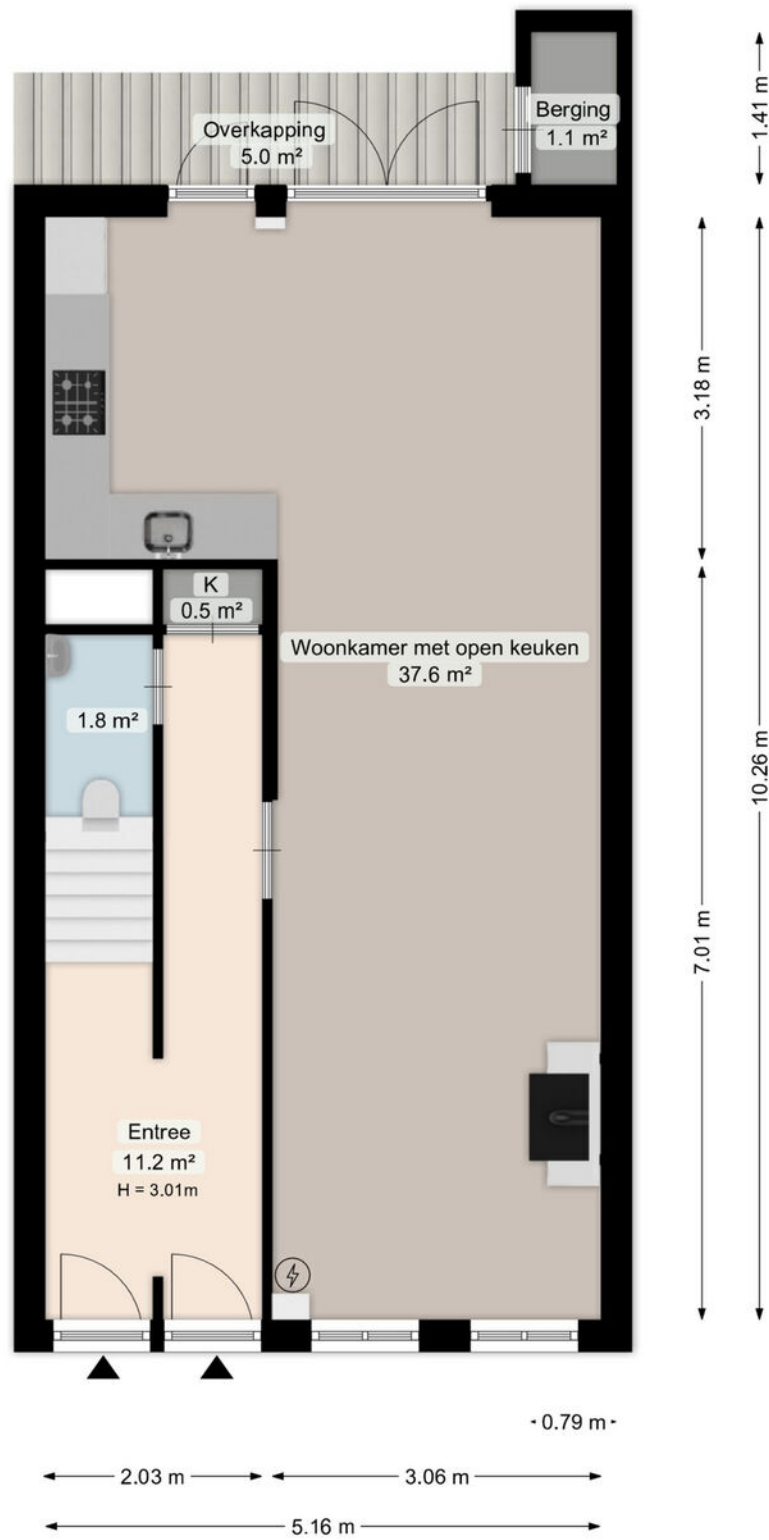 1.41 m
Overkapping
5.0 m²
Berging
1.1 m²
3.18 m
K
0.5 m²
Woonkamer met open keuken
37.6 m²
1.8 m²
10.26 m
7.01 m
Entree
11.2 m²
H = 3.01m
0.79 m
2.03 m
3.06 m
5.16 m